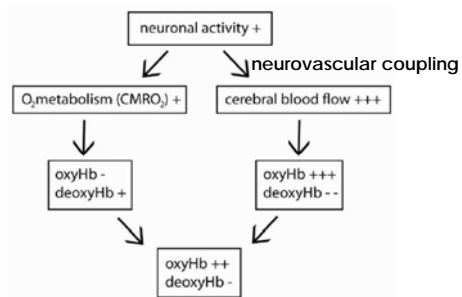 neuronal activity +
neurovascular coupling
O₂metabolism (CMRO₂) +
cerebral blood flow +++
oxyHb -
deoxyHb +
oxyHb +++
deoxyHb - -
oxyHb ++
deoxyHb -